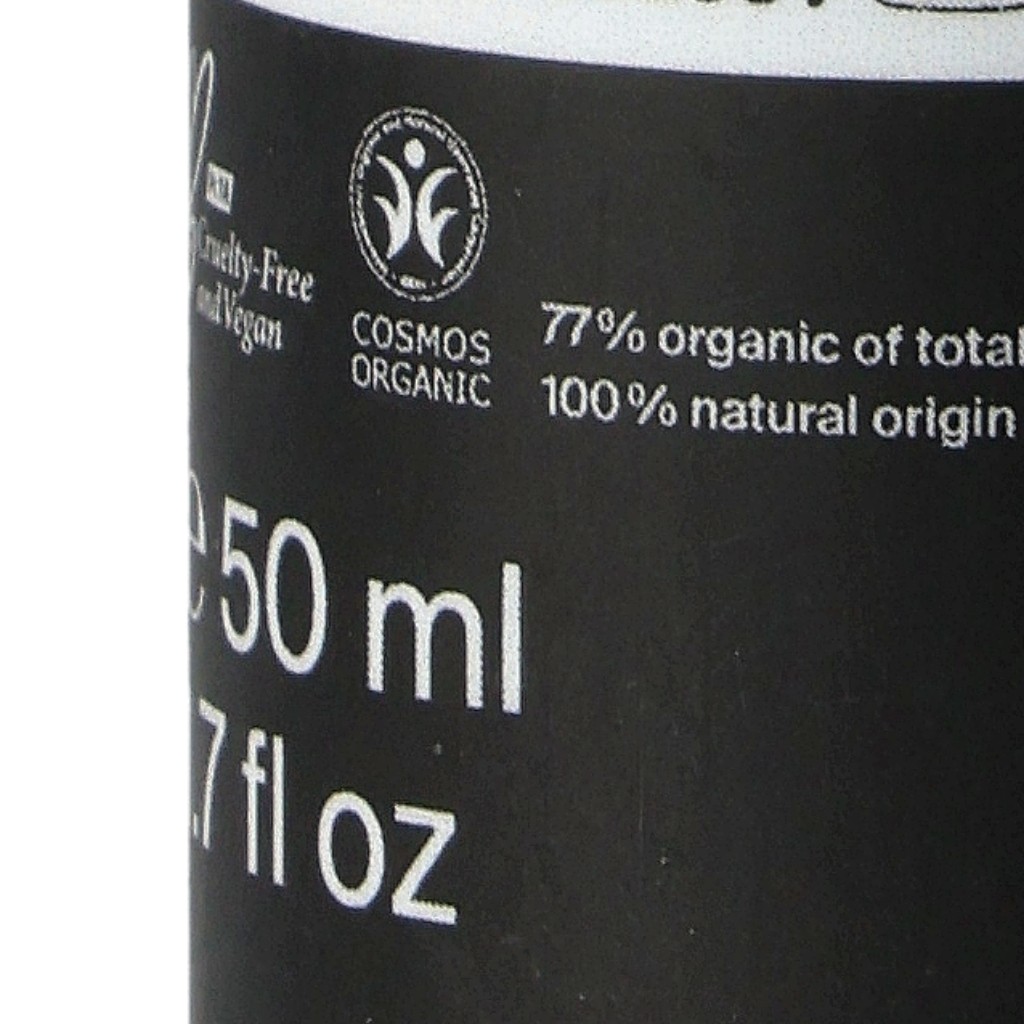 Cruelty-Free
and Vegan
COSMOS
ORGANIC
77% organic of total
100% natural origin
e 50 ml
.7 fl oz